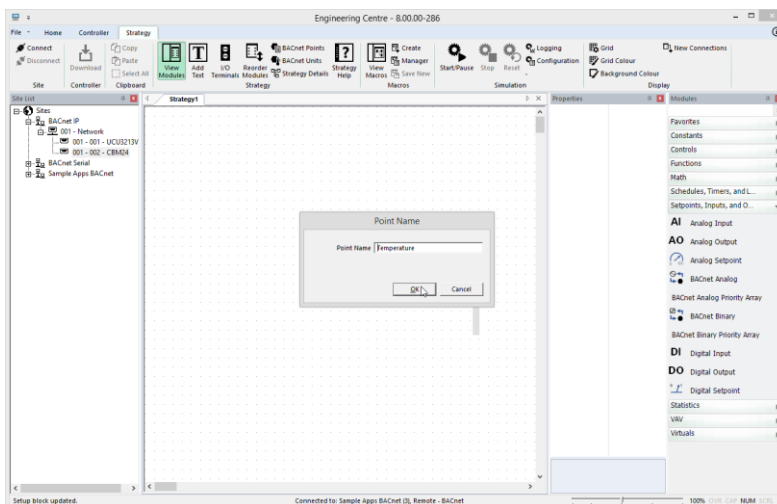 Engineering Centre - 8.00.00-286
File Home Controller Strategy
Connect
Disconnect
Site
Download
Controller
Copy
Paste
Select All
Clipboard
View Modules
Add Text
I/O Terminals
Reorder Modules
BACnet Points
BACnet Units
Strategy Details
Strategy Help
Strategy
View Macros
Create
Manager
Save New
Macros
Start/Pause
Stop
Reset
Logging
Configuration
Simulation
Grid
Grid Colour
Background Colour
New Connections
Display
Site List
Sites
BACnet IP
001 - Network
001 - 001 - UCU3213V
001 - 002 - CBM24
BACnet Serial
Sample Apps BACnet
Strategy1
Point Name
Point Name Temperature
OK Cancel
Properties
Modules
Favorites
Constants
Controls
Functions
Math
Schedules, Timers, and L...
Setpoints, Inputs, and O...
AI Analog Input
AO Analog Output
Analog Setpoint
BACnet Analog
BACnet Analog Priority Array
BACnet Binary
BACnet Binary Priority Array
DI Digital Input
DO Digital Output
Digital Setpoint
Statistics
VAV
Virtuals
Setup block updated. Connected to: Sample Apps BACnet (3), Remote - BACnet 100% OVR CAP NUM SCRL